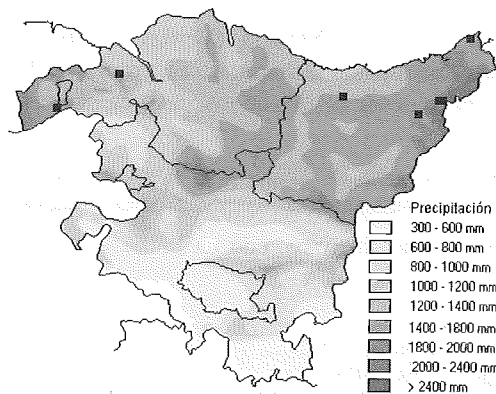 Precipitación
300 - 600 mm
600 - 800 mm
800 - 1000 mm
1000 - 1200 mm
1200 - 1400 mm
1400 - 1800 mm
1800 - 2000 mm
2000 - 2400 mm
> 2400 mm